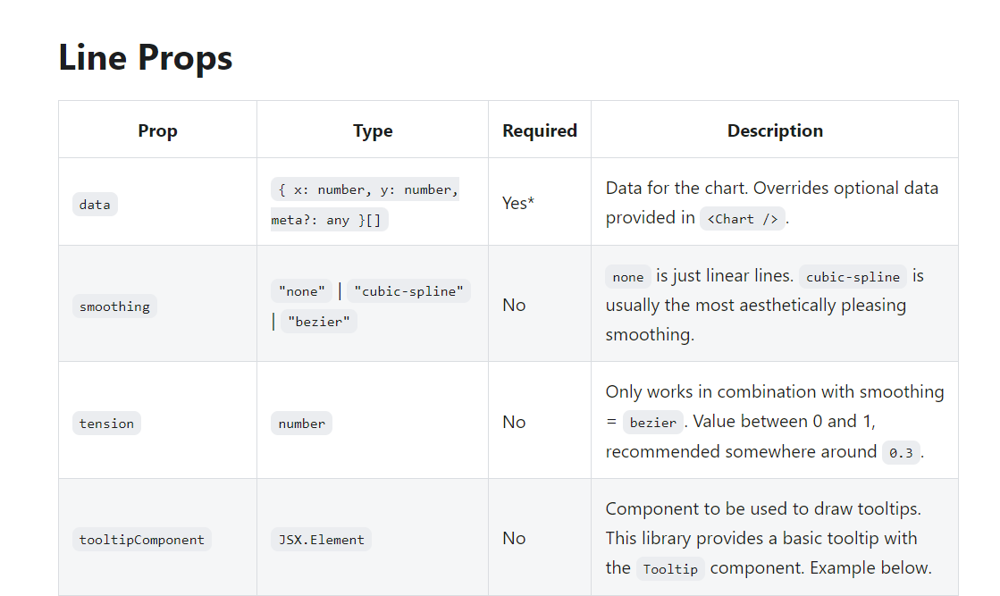 Line Props
Prop Type Required Description
data
{ x: number, y: number,
meta?: any }[]
Yes*
Data for the chart. Overrides optional data
provided in <Chart /> .
smoothing
"none" | "cubic-spline"
| "bezier"
No
none is just linear lines. cubic-spline is
usually the most aesthetically pleasing
smoothing.
tension
number
No
Only works in combination with smoothing
= bezier . Value between 0 and 1,
recommended somewhere around 0.3 .
tooltipComponent
JSX.Element
No
Component to be used to draw tooltips.
This library provides a basic tooltip with
the Tooltip component. Example below.